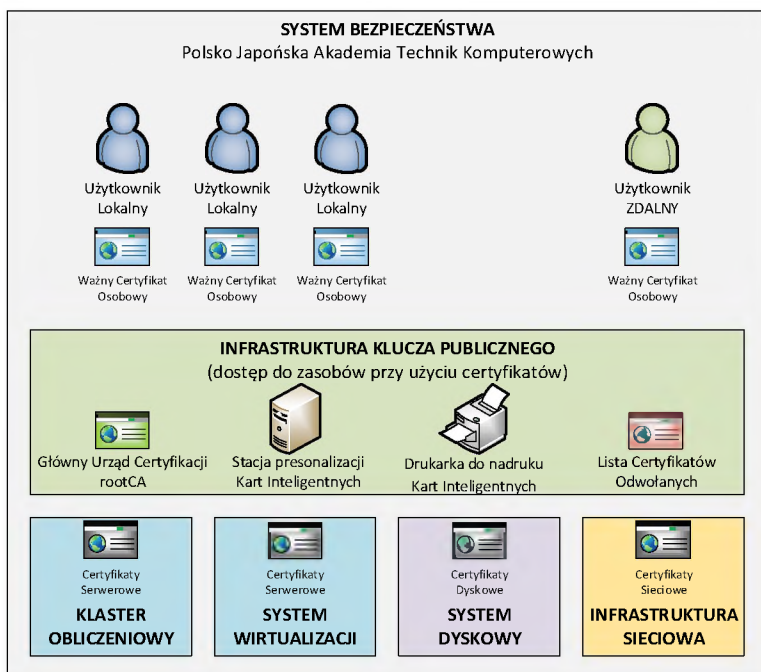 SYSTEM BEZPIECZEŃSTWA
Polsko Japońska Akademia Technik Komputerowych
Użytkownik
Lokalny
Użytkownik
Lokalny
Użytkownik
Lokalny
Użytkownik
ZDALNY
Ważny Certyfikat
Osobowy
Ważny Certyfikat
Osobowy
Ważny Certyfikat
Osobowy
Ważny Certyfikat
Osobowy
INFRASTRUKTURA KLUCZA PUBLICZNEGO
(dostęp do zasobów przy użyciu certyfikatów)
Główny Urząd Certyfikacji
rootCA
Stacja presonalizacji
Kart Inteligentnych
Drukarka do nadruku
Kart Inteligentnych
Lista Certyfikatów
Odwołanych
Certyfikaty
Serwerowe
KLASTER
OBLICZENIOWY
Certyfikaty
Serwerowe
SYSTEM
WIRTUALIZACJI
Certyfikaty
Dyskowe
SYSTEM
DYSKOWY
Certyfikaty
Sieciowe
INFRASTRUKTURA
SIECIOWA